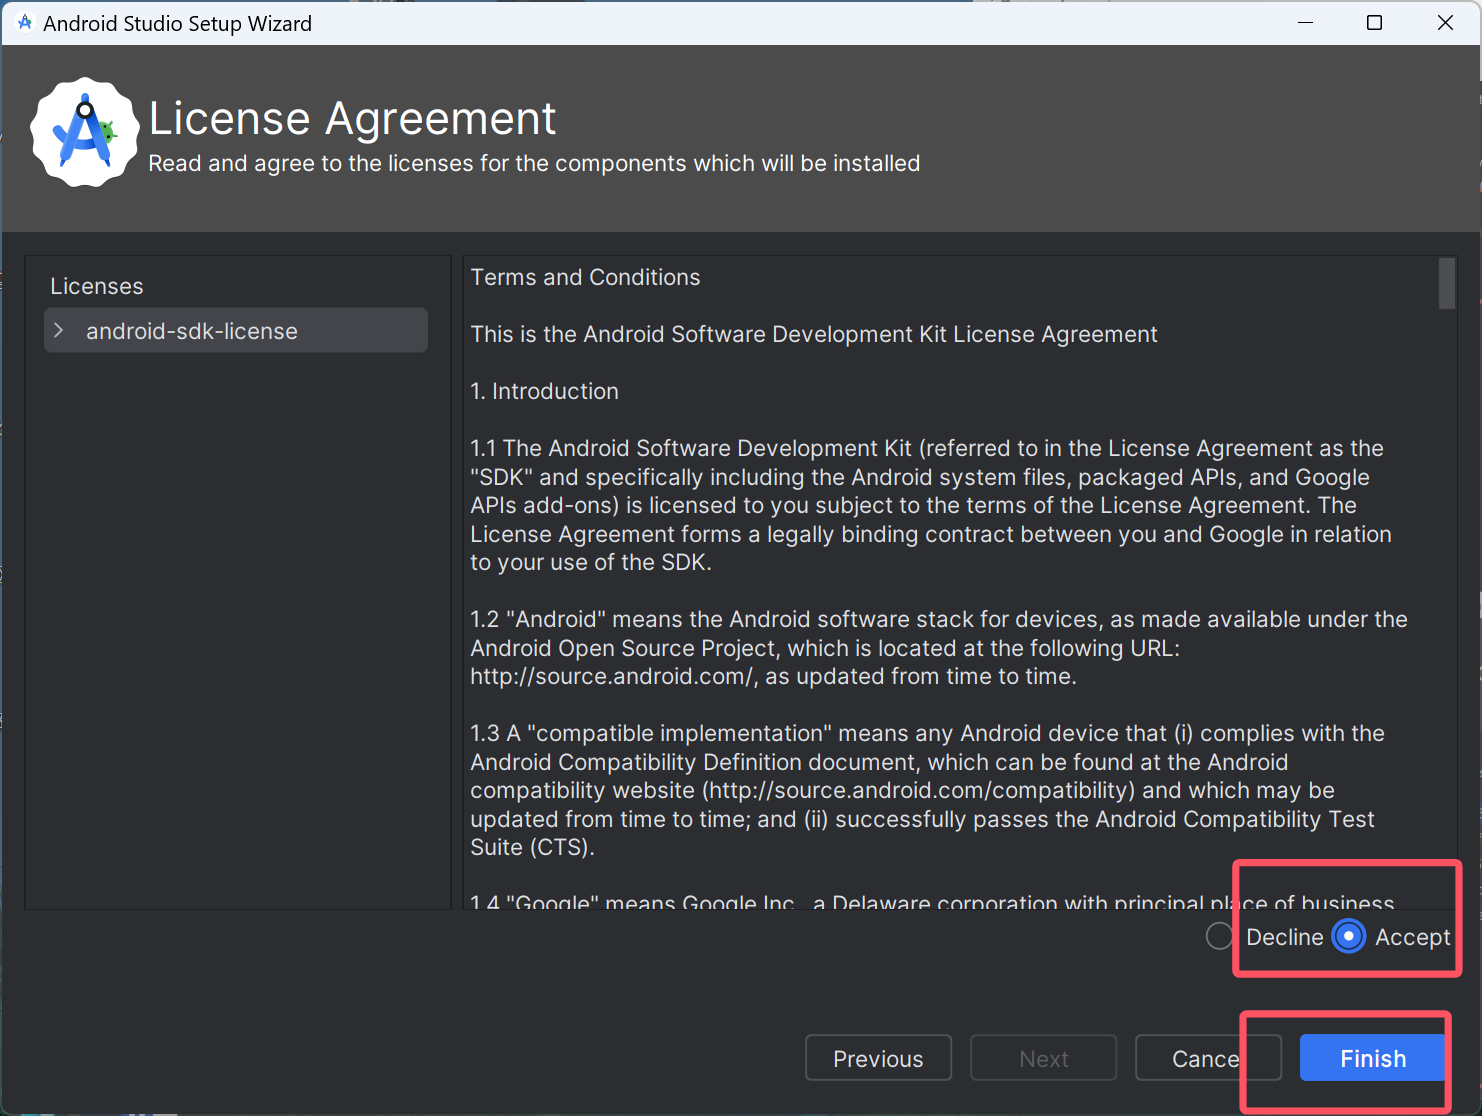 Android Studio Setup Wizard
License Agreement
Read and agree to the licenses for the components which will be installed
Licenses
android-sdk-license
Terms and Conditions
This is the Android Software Development Kit License Agreement
1. Introduction
1.1 The Android Software Development Kit (referred to in the License Agreement as the
"SDK" and specifically including the Android system files, packaged APIs, and Google
APIs add-ons) is licensed to you subject to the terms of the License Agreement. The
License Agreement forms a legally binding contract between you and Google in relation
to your use of the SDK.
1.2 "Android" means the Android software stack for devices, as made available under the
Android Open Source Project, which is located at the following URL:
http://source.android.com/, as updated from time to time.
1.3 A "compatible implementation" means any Android device that (i) complies with the
Android Compatibility Definition document, which can be found at the Android
compatibility website (http://source.android.com/compatibility) and which may be
updated from time to time; and (ii) successfully passes the Android Compatibility Test
Suite (CTS).
1.4 "Google" means Google Inc., a Delaware corporation with principal place of business
Decline Accept
Previous Next Cance Finish